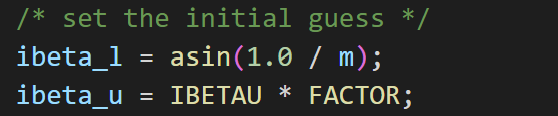 /* set the initial guess */
ibeta_l = asin(1.0 / m);
ibeta_u = IBETAU * FACTOR;